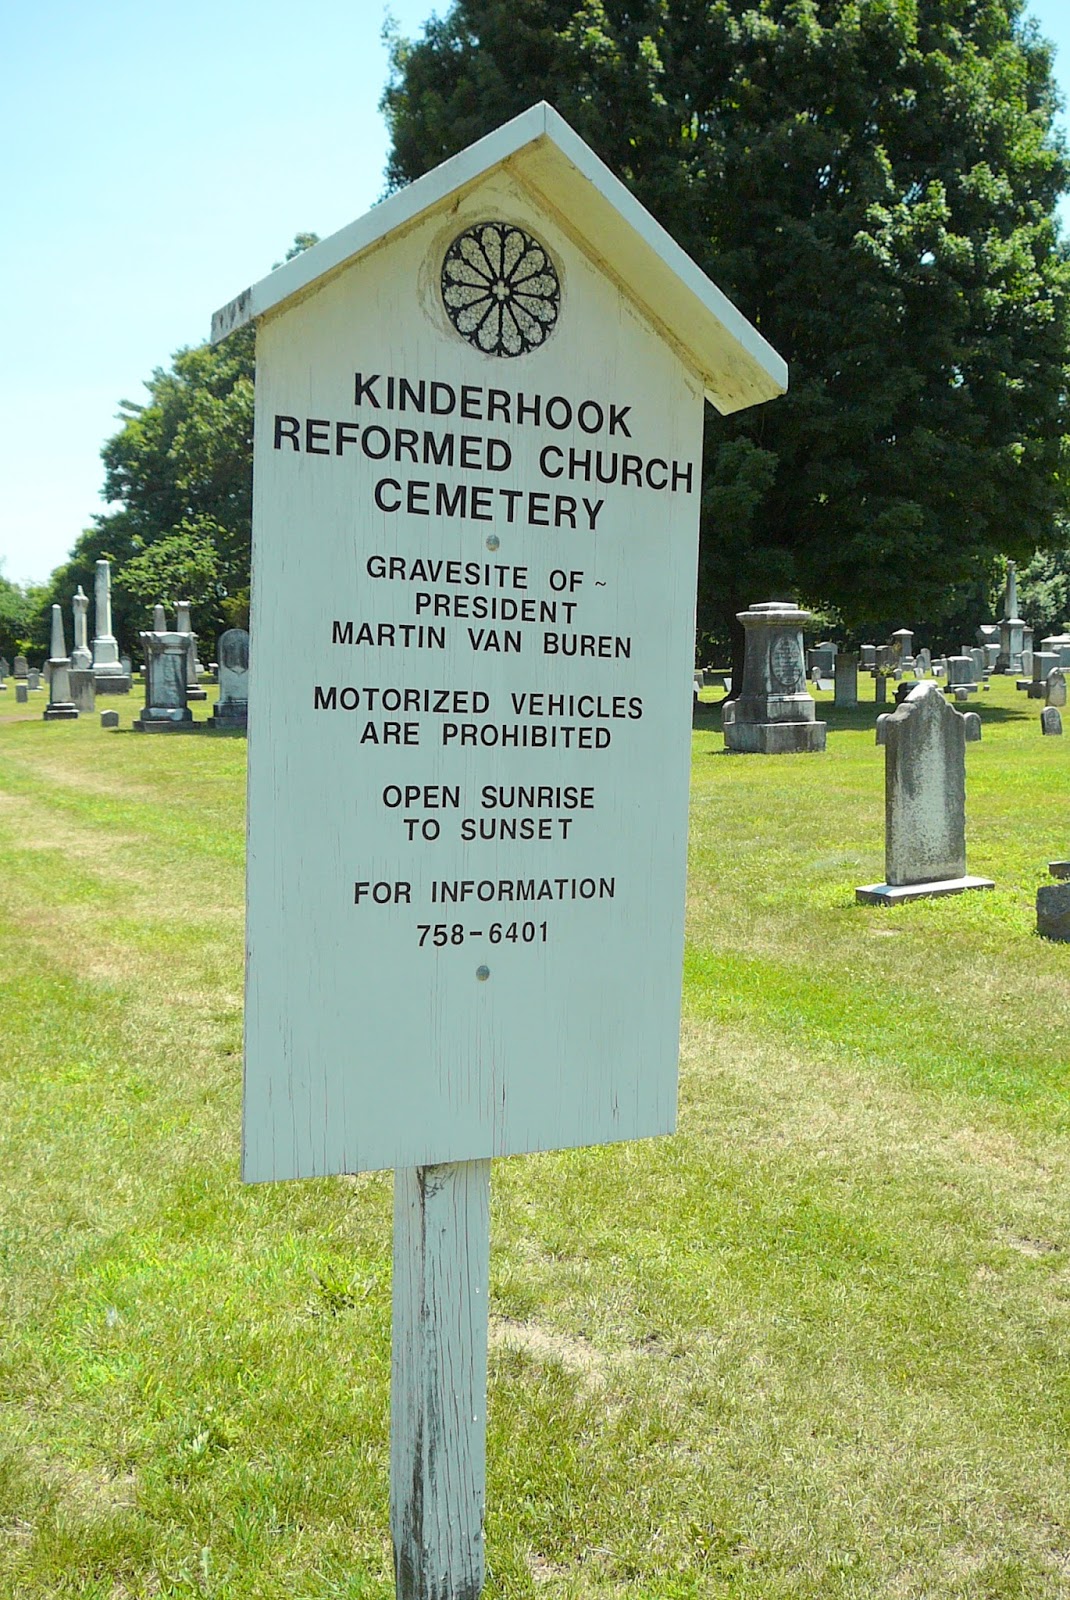 KINDERHOOK
REFORMED CHURCH
CEMETERY
GRAVESITE OF ~
PRESIDENT
MARTIN VAN BUREN
MOTORIZED VEHICLES
ARE PROHIBITED
OPEN SUNRISE
TO SUNSET
FOR INFORMATION
758-6401